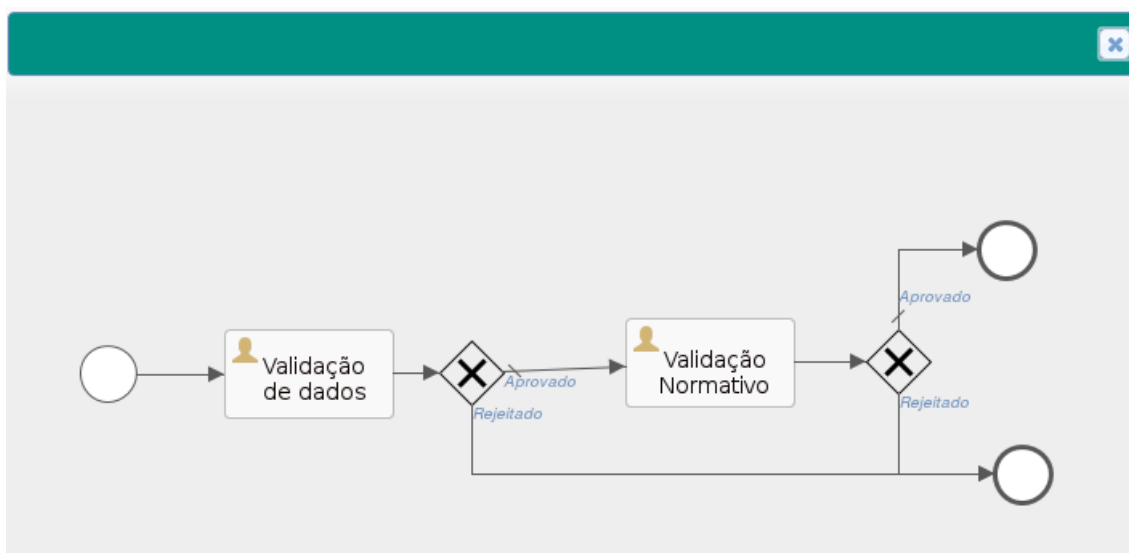 Validação
de dados
Aprovado
Rejeitado
Validação
Normativo
Aprovado
Rejeitado